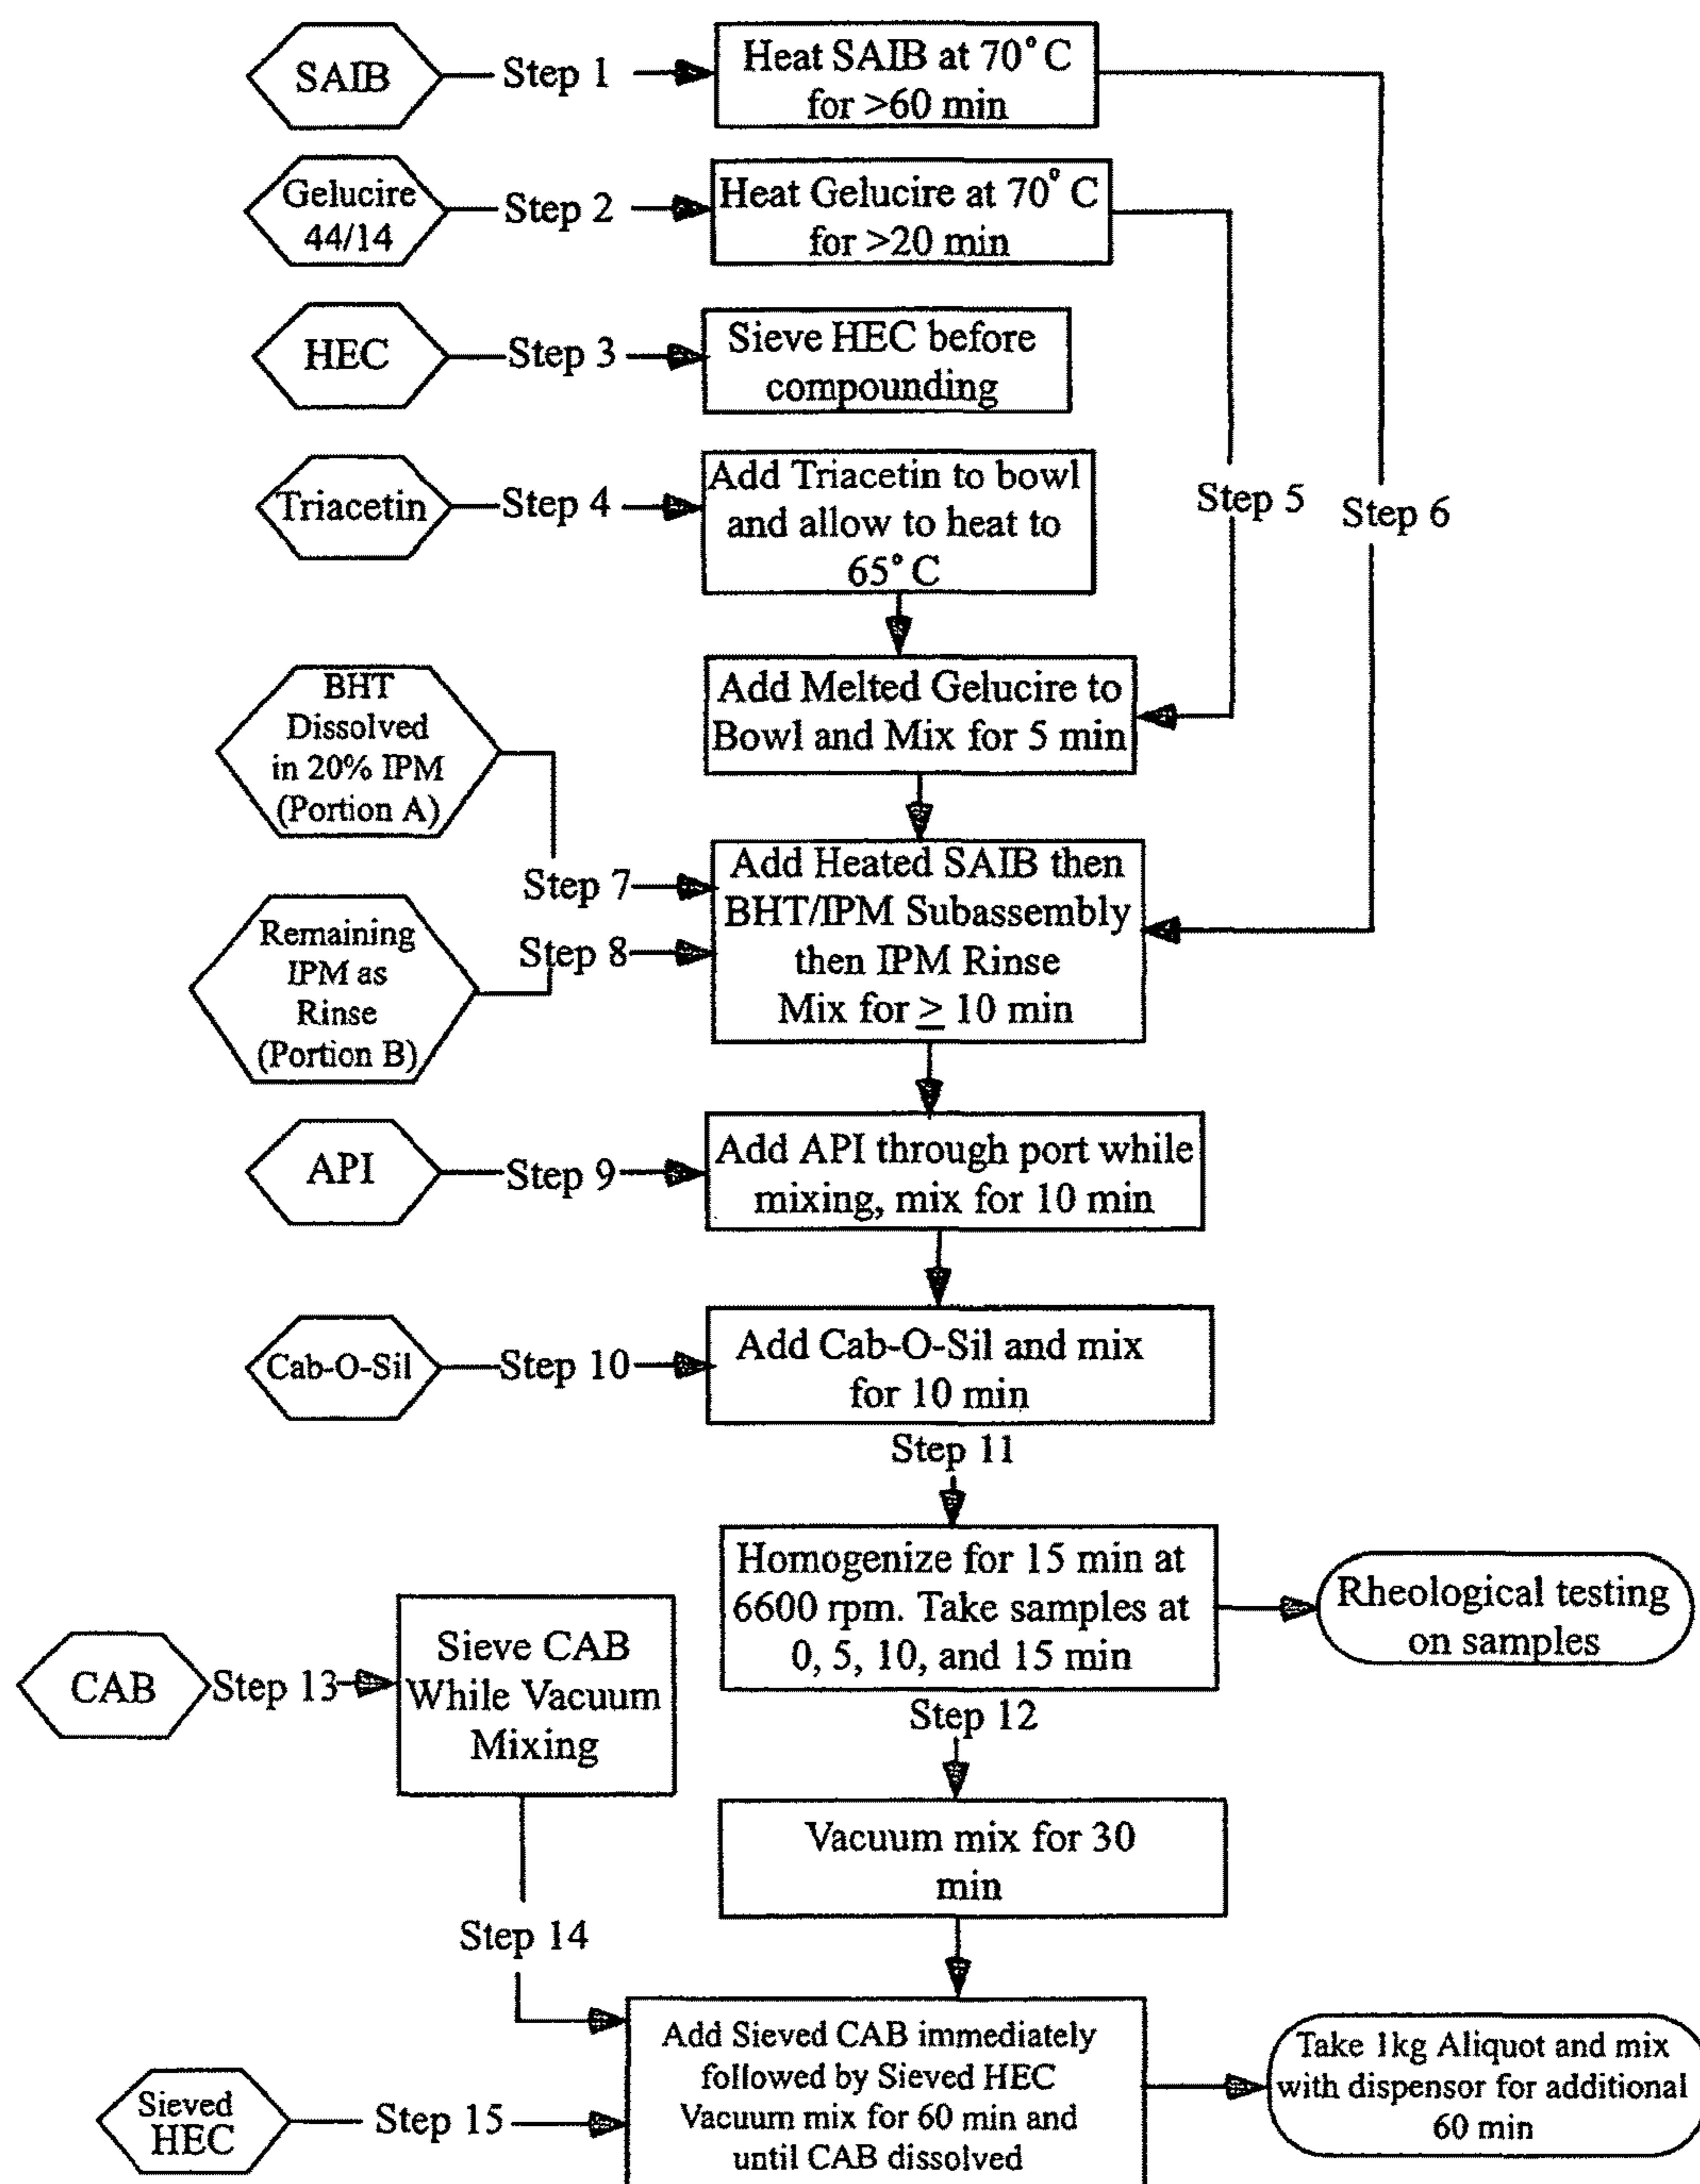 SAIB
Step 1
Heat SAIB at 70° C
for >60 min
Gelucire
44/14
Step 2
Heat Gelucire at 70° C
for >20 min
HEC
Step 3
Sieve HEC before
compounding
Triacetin
Step 4
Add Triacetin to bowl
and allow to heat to
65° C
Step 5
Step 6
Add Melted Gelucire to
Bowl and Mix for 5 min
BHT
Dissolved
in 20% IPM
(Portion A)
Step 7
Remaining
IPM as
Rinse
(Portion B)
Step 8
Add Heated SAIB then
BHT/IPM Subassembly
then IPM Rinse
Mix for ≥ 10 min
API
Step 9
Add API through port while
mixing, mix for 10 min
Cab-O-Sil
Step 10
Add Cab-O-Sil and mix
for 10 min
Step 11
Homogenize for 15 min at
6600 rpm. Take samples at
0, 5, 10, and 15 min
Rheological testing
on samples
CAB
Step 13
Sieve CAB
While Vacuum
Mixing
Step 12
Vacuum mix for 30
min
Step 14
Sieved
HEC
Step 15
Add Sieved CAB immediately
followed by Sieved HEC
Vacuum mix for 60 min and
until CAB dissolved
Take 1kg Aliquot and mix
with dispensor for additional
60 min